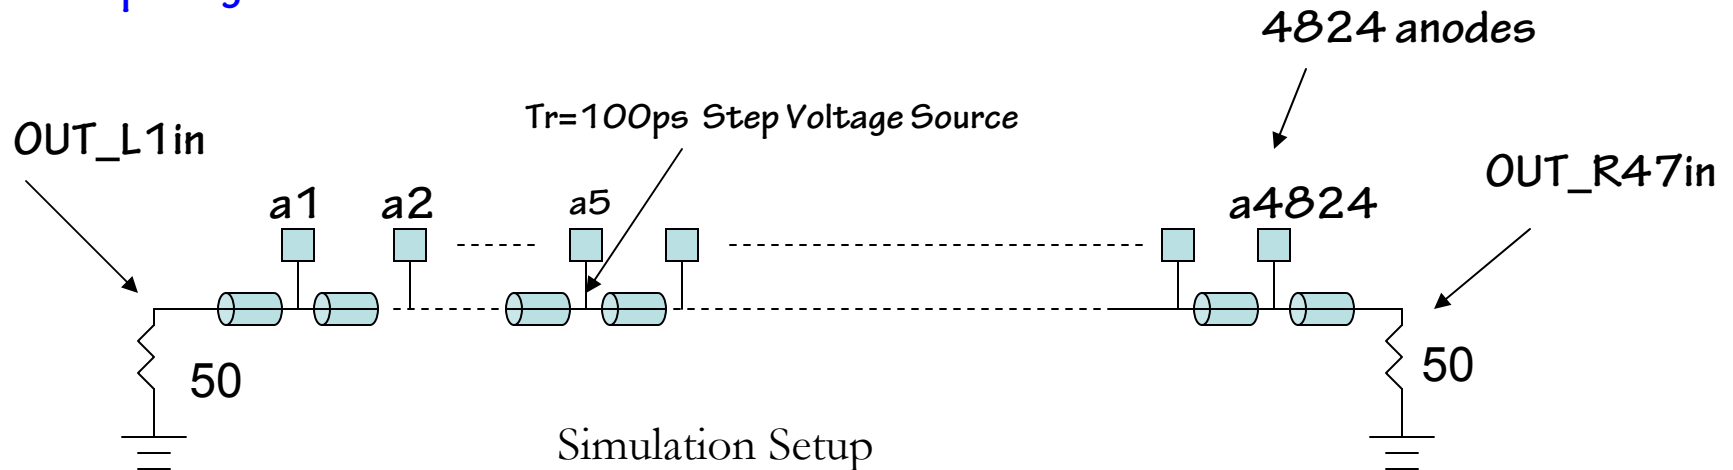 4824 anodes
Tr=100ps Step Voltage Source
OUT_L1in
OUT_R47in
a1 a2 a5 a4824
50 50
Simulation Setup